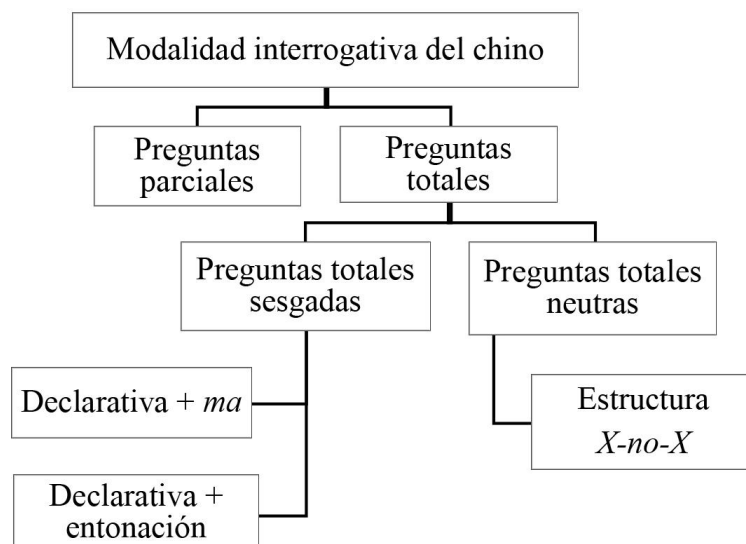 Modalidad interrogativa del chino
Preguntas
parciales
Preguntas
totales
Preguntas totales
sesgadas
Preguntas totales
neutras
Declarativa + ma
Estructura
X-no-X
Declarativa +
entonación